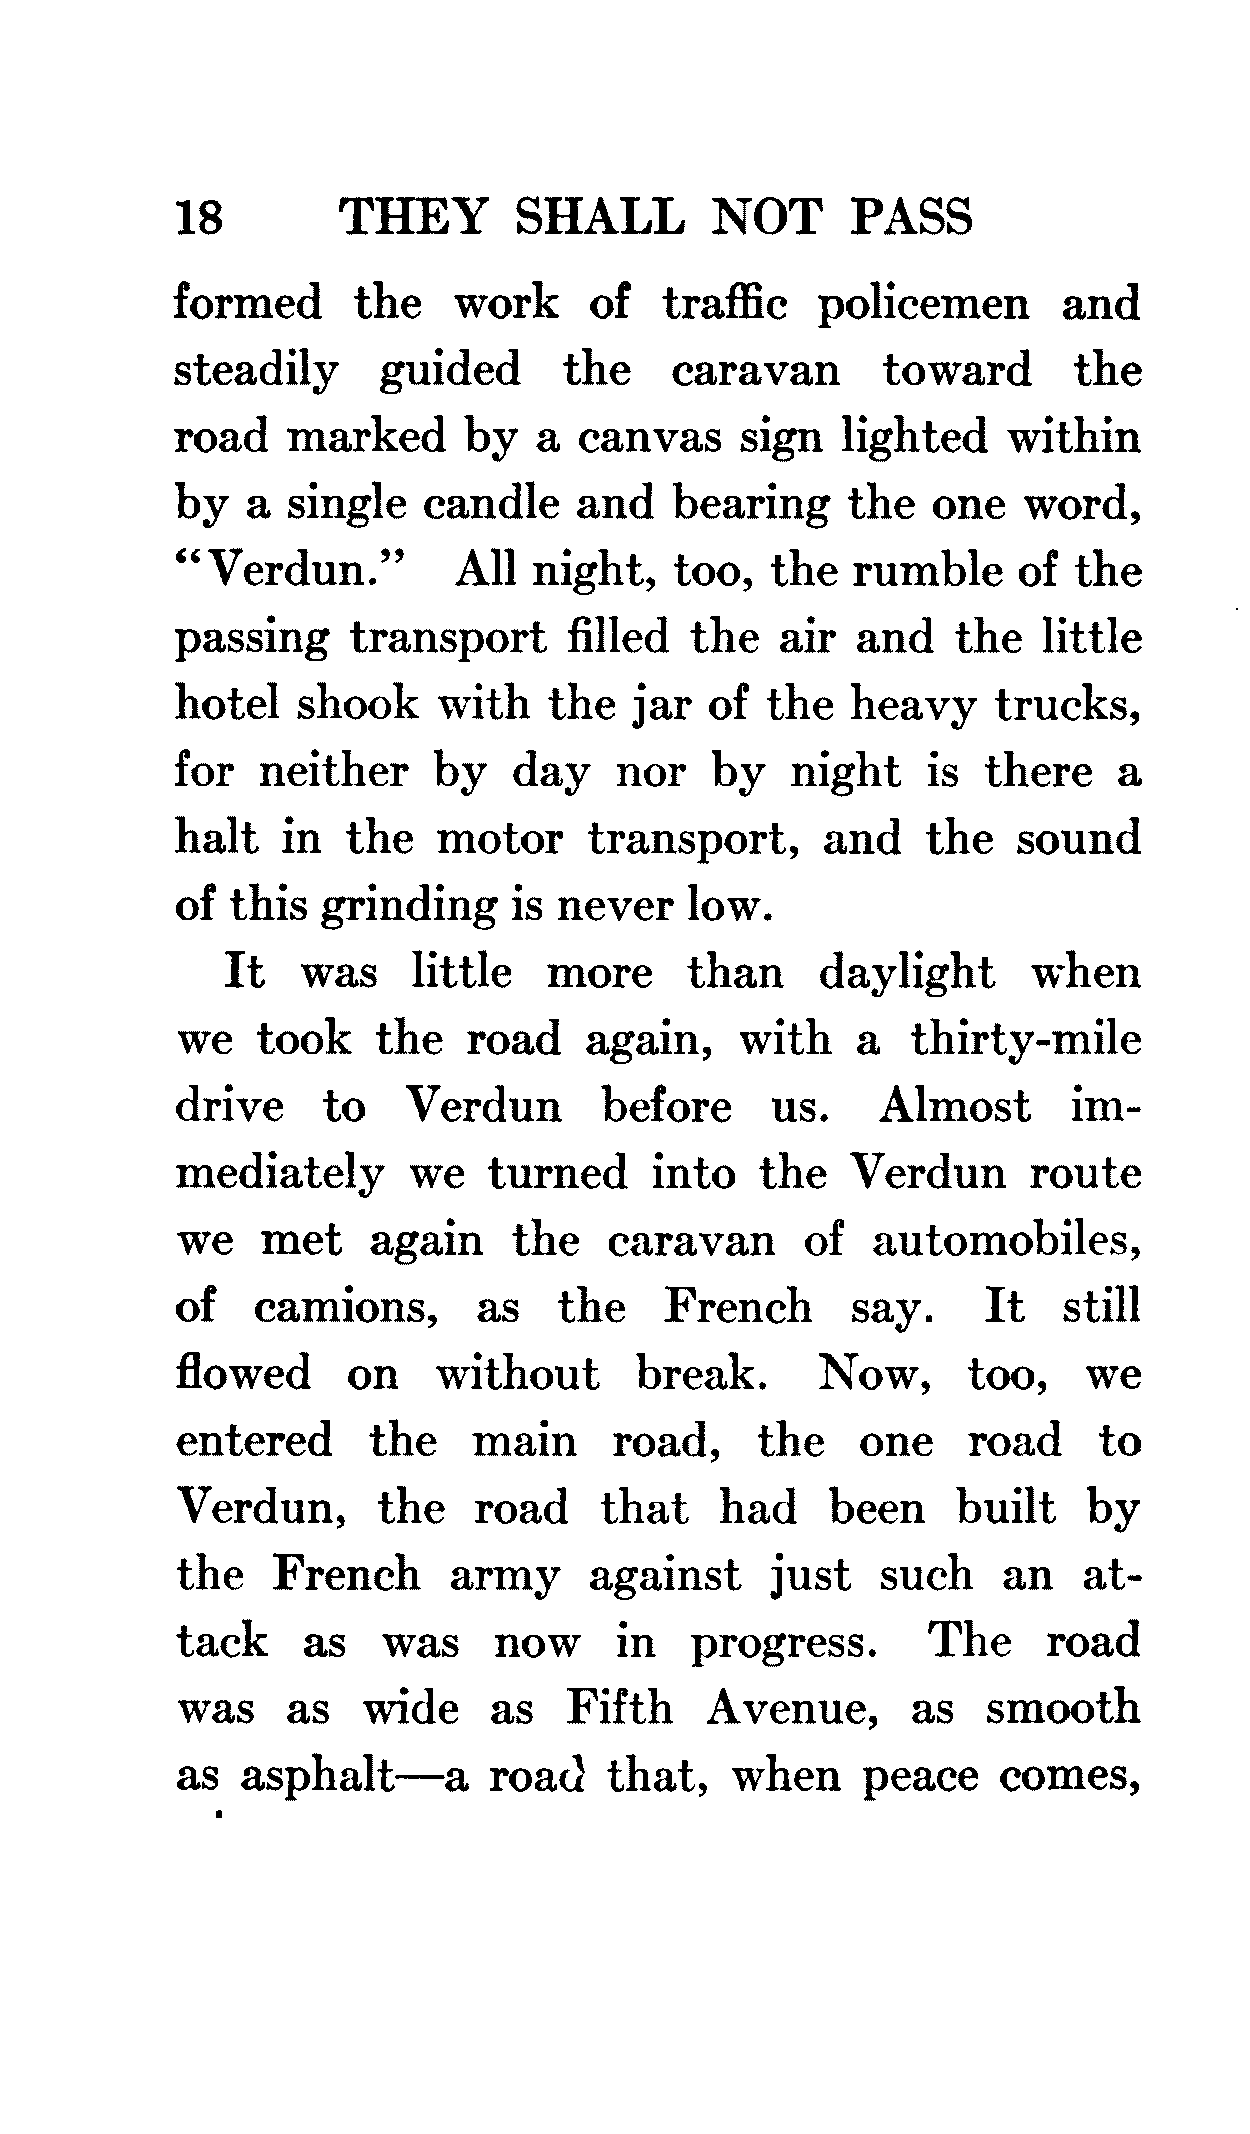 18 THEY SHALL NOT PASS
formed the work of traffic policemen and
steadily guided the caravan toward the
road marked by a canvas sign lighted within
by a single candle and bearing the one word,
“Verdun.” All night, too, the rumble of the
passing transport filled the air and the little
hotel shook with the jar of the heavy trucks,
for neither by day nor by night is there a
halt in the motor transport, and the sound
of this grinding is never low.
It was little more than daylight when
we took the road again, with a thirty-mile
drive to Verdun before us. Almost im-
mediately we turned into the Verdun route
we met again the caravan of automobiles,
of camions, as the French say. It still
flowed on without break. Now, too, we
entered the main road, the one road to
Verdun, the road that had been built by
the French army against just such an at-
tack as was now in progress. The road
was as wide as Fifth Avenue, as smooth
as asphalt—a road that, when peace comes,